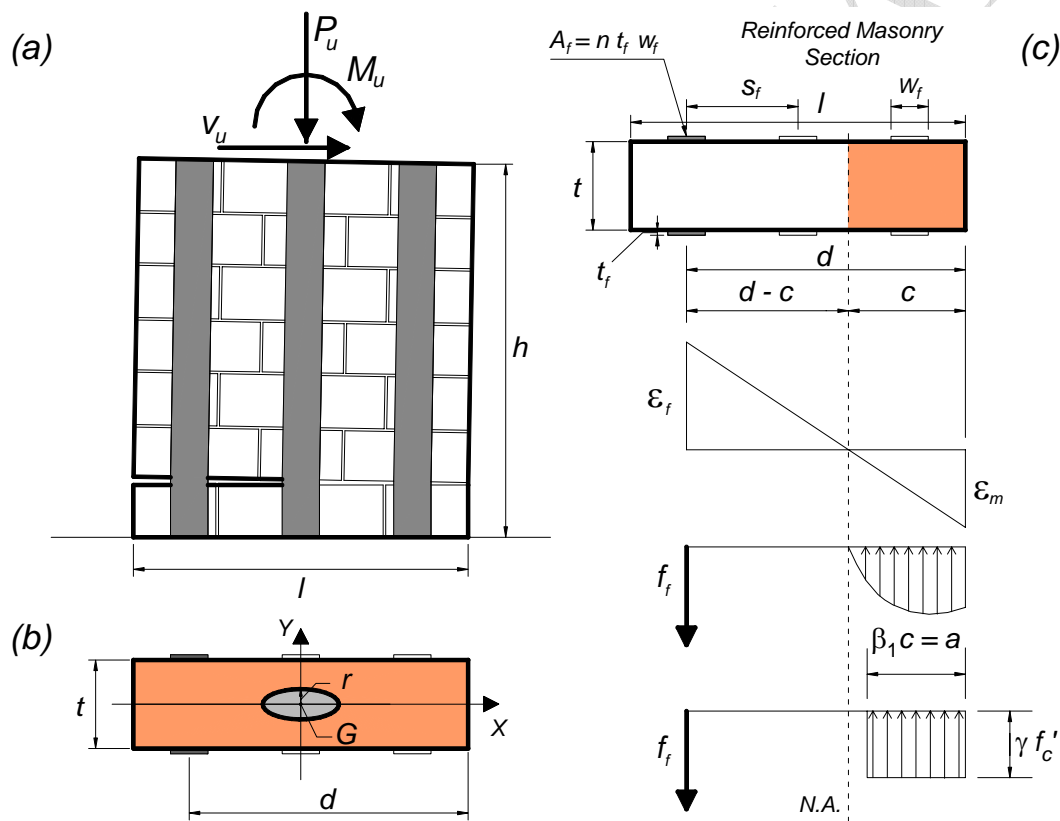 (a)
P_u
M_u
V_u
h
l
(b)
Y
r
t
X
G
d
(c)
A_f = n t_f w_f
Reinforced Masonry
Section
s_f
w_f
l
t
t_f
d
d - c
c
ε_f
ε_m
f_f
β_1 c = a
f_f
γ f_c'
N.A.